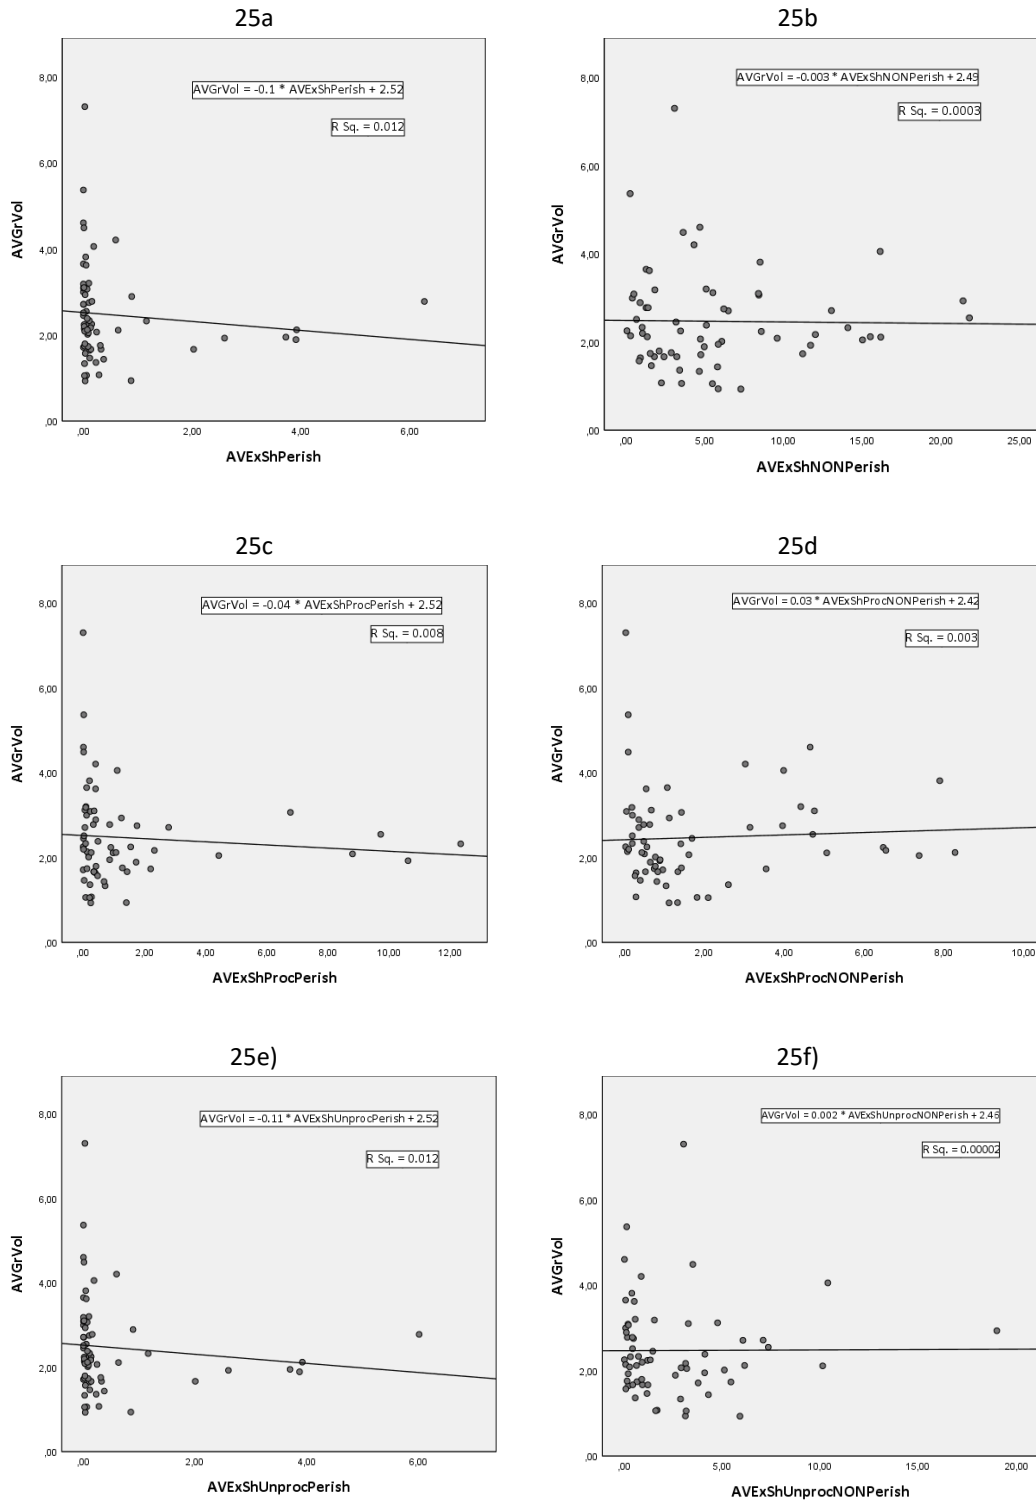 25a
AVGrVol = -0.1 * AVExShPerish + 2.52
R Sq. = 0.012
8,00
6,00
4,00
2,00
,00
AVGrVol
,00 2,00 4,00 6,00
AVExShPerish
25b
AVGrVol = -0.003 * AVExShNONPerish + 2.49
R Sq. = 0.0003
8,00
6,00
4,00
2,00
,00
AVGrVol
,00 5,00 10,00 15,00 20,00 25,00
AVExShNONPerish
25c
AVGrVol = -0.04 * AVExShProcPerish + 2.52
R Sq. = 0.008
8,00
6,00
4,00
2,00
,00
AVGrVol
,00 2,00 4,00 6,00 8,00 10,00 12,00
AVExShProcPerish
25d
AVGrVol = 0.03 * AVExShProcNONPerish + 2.42
R Sq. = 0.003
8,00
6,00
4,00
2,00
,00
AVGrVol
,00 2,00 4,00 6,00 8,00 10,00
AVExShProcNONPerish
25e)
AVGrVol = -0.11 * AVExShUnprocPerish + 2.52
R Sq. = 0.012
8,00
6,00
4,00
2,00
,00
AVGrVol
,00 2,00 4,00 6,00
AVExShUnprocPerish
25f)
AVGrVol = 0.002 * AVExShUnprocNONPerish + 2.46
R Sq. = 0.00002
8,00
6,00
4,00
2,00
,00
AVGrVol
,00 5,00 10,00 15,00 20,00
AVExShUnprocNONPerish